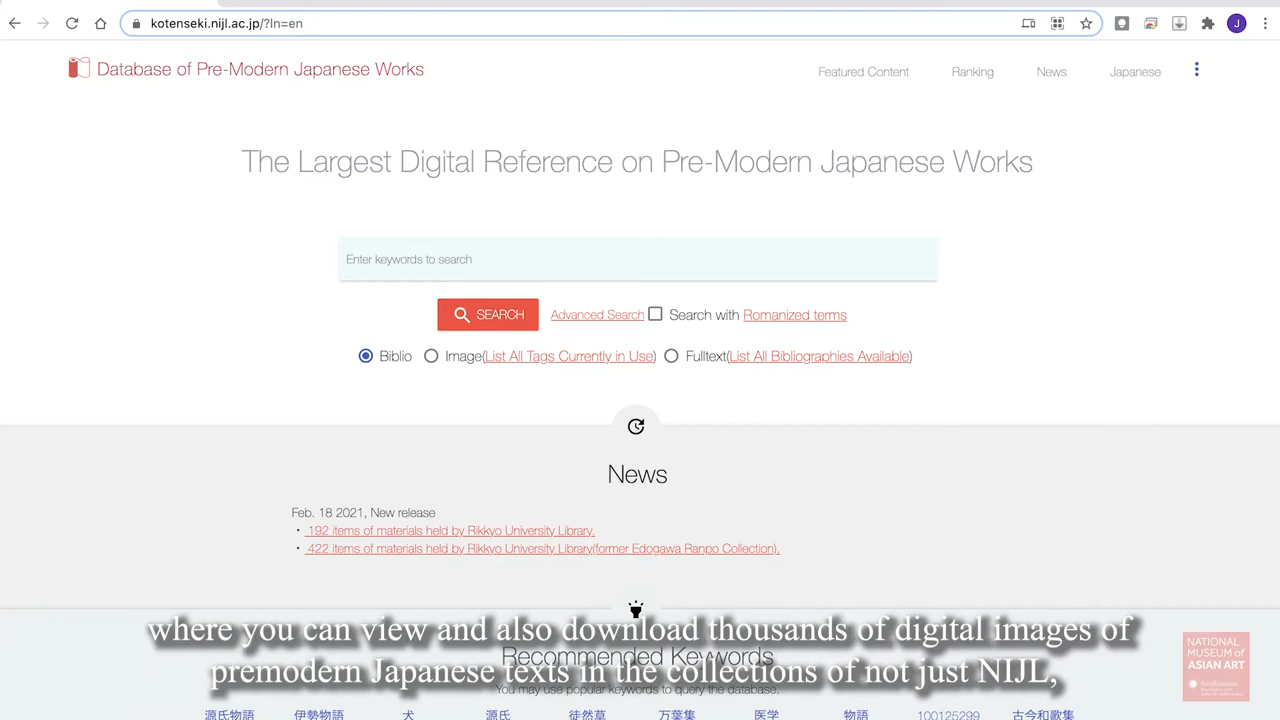 kotenseki.nijl.ac.jp/?ln=en
J
Database of Pre-Modern Japanese Works
Featured Content Ranking News Japanese
The Largest Digital Reference on Pre-Modern Japanese Works
Enter keywords to search
SEARCH Advanced Search Search with Romanized terms
Biblio Image(List All Tags Currently in Use) Fulltext(List All Bibliographies Available)
News
Feb. 18 2021, New release
・ 192 items of materials held by Rikkyo University Library.
・ 422 items of materials held by Rikkyo University Library(former Edogawa Ranpo Collection).
where you can view and also download thousands of digital images of
Recommended Keywords
premodern Japanese texts in the collections of not just NIJL,
You may use popular keywords to query the database.
NATIONAL
MUSEUM OF
ASIAN ART
Smithsonian
源氏物語 伊勢物語 犬 源氏 徒然草 万葉集 医学 物語 100125299 古今和歌集